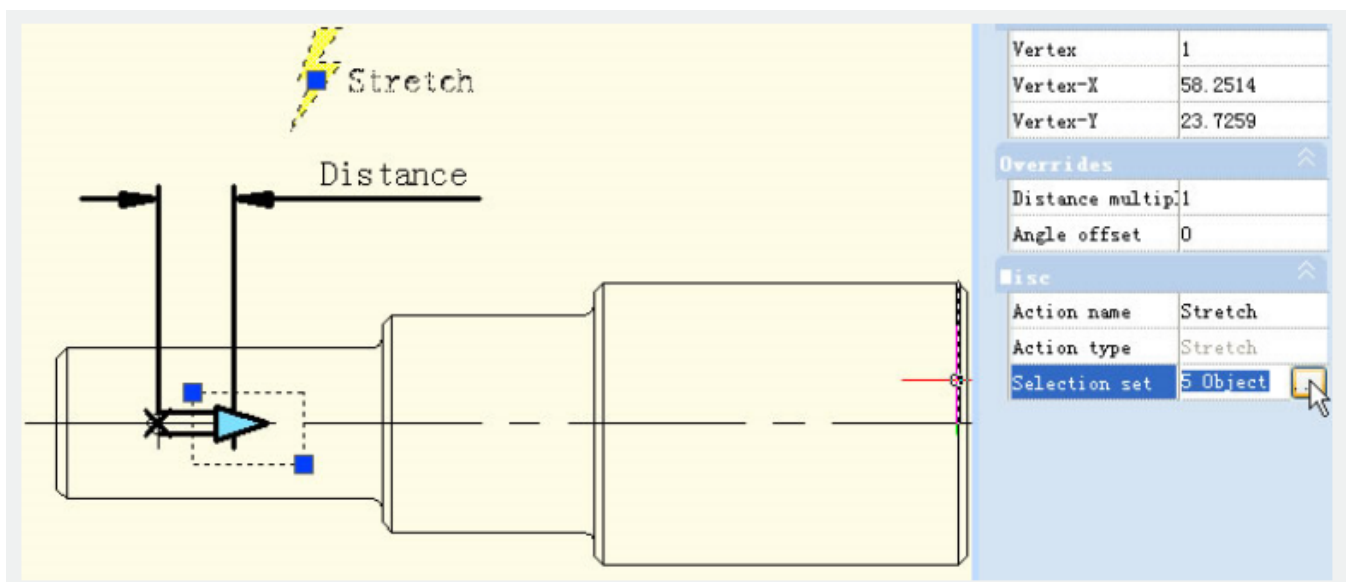 Stretch
Distance
Vertex 1
Vertex-X 58.2514
Vertex-Y 23.7259
Overrides
Distance multipl 1
Angle offset 0
Misc
Action name Stretch
Action type Stretch
Selection set 5 Object